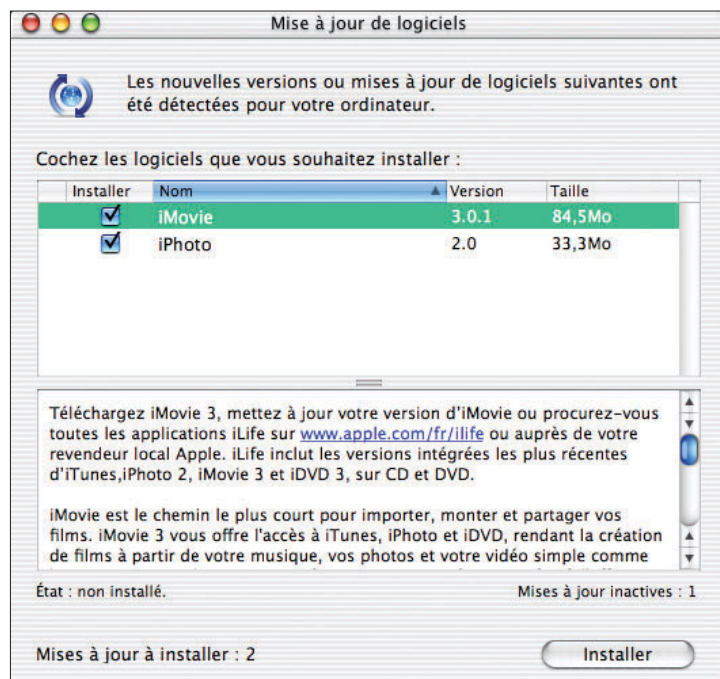 Mise à jour de logiciels
Les nouvelles versions ou mises à jour de logiciels suivantes ont
été détectées pour votre ordinateur.
Cochez les logiciels que vous souhaitez installer :
Installer Nom Version Taille
iMovie 3.0.1 84,5Mo
iPhoto 2.0 33,3Mo
Téléchargez iMovie 3, mettez à jour votre version d'iMovie ou procurez-vous
toutes les applications iLife sur www.apple.com/fr/ilife ou auprès de votre
revendeur local Apple. iLife inclut les versions intégrées les plus récentes
d'iTunes,iPhoto 2, iMovie 3 et iDVD 3, sur CD et DVD.
iMovie est le chemin le plus court pour importer, monter et partager vos
films. iMovie 3 vous offre l'accès à iTunes, iPhoto et iDVD, rendant la création
de films à partir de votre musique, vos photos et votre vidéo simple comme
État : non installé. Mises à jour inactives : 1
Mises à jour à installer : 2 Installer